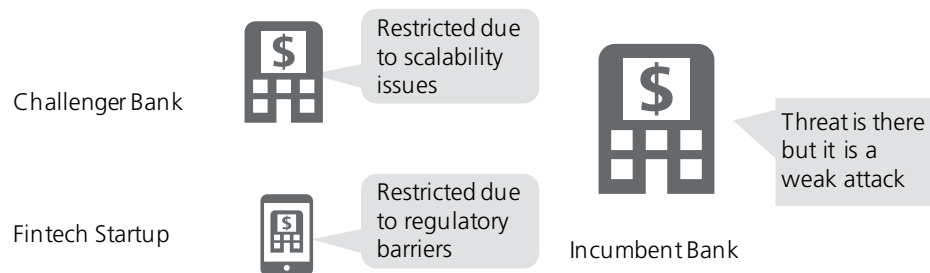 $
Restricted due
to scalability
issues
Challenger Bank
$
Threat is there
but it is a
weak attack
$
Restricted due
to regulatory
barriers
Fintech Startup
Incumbent Bank